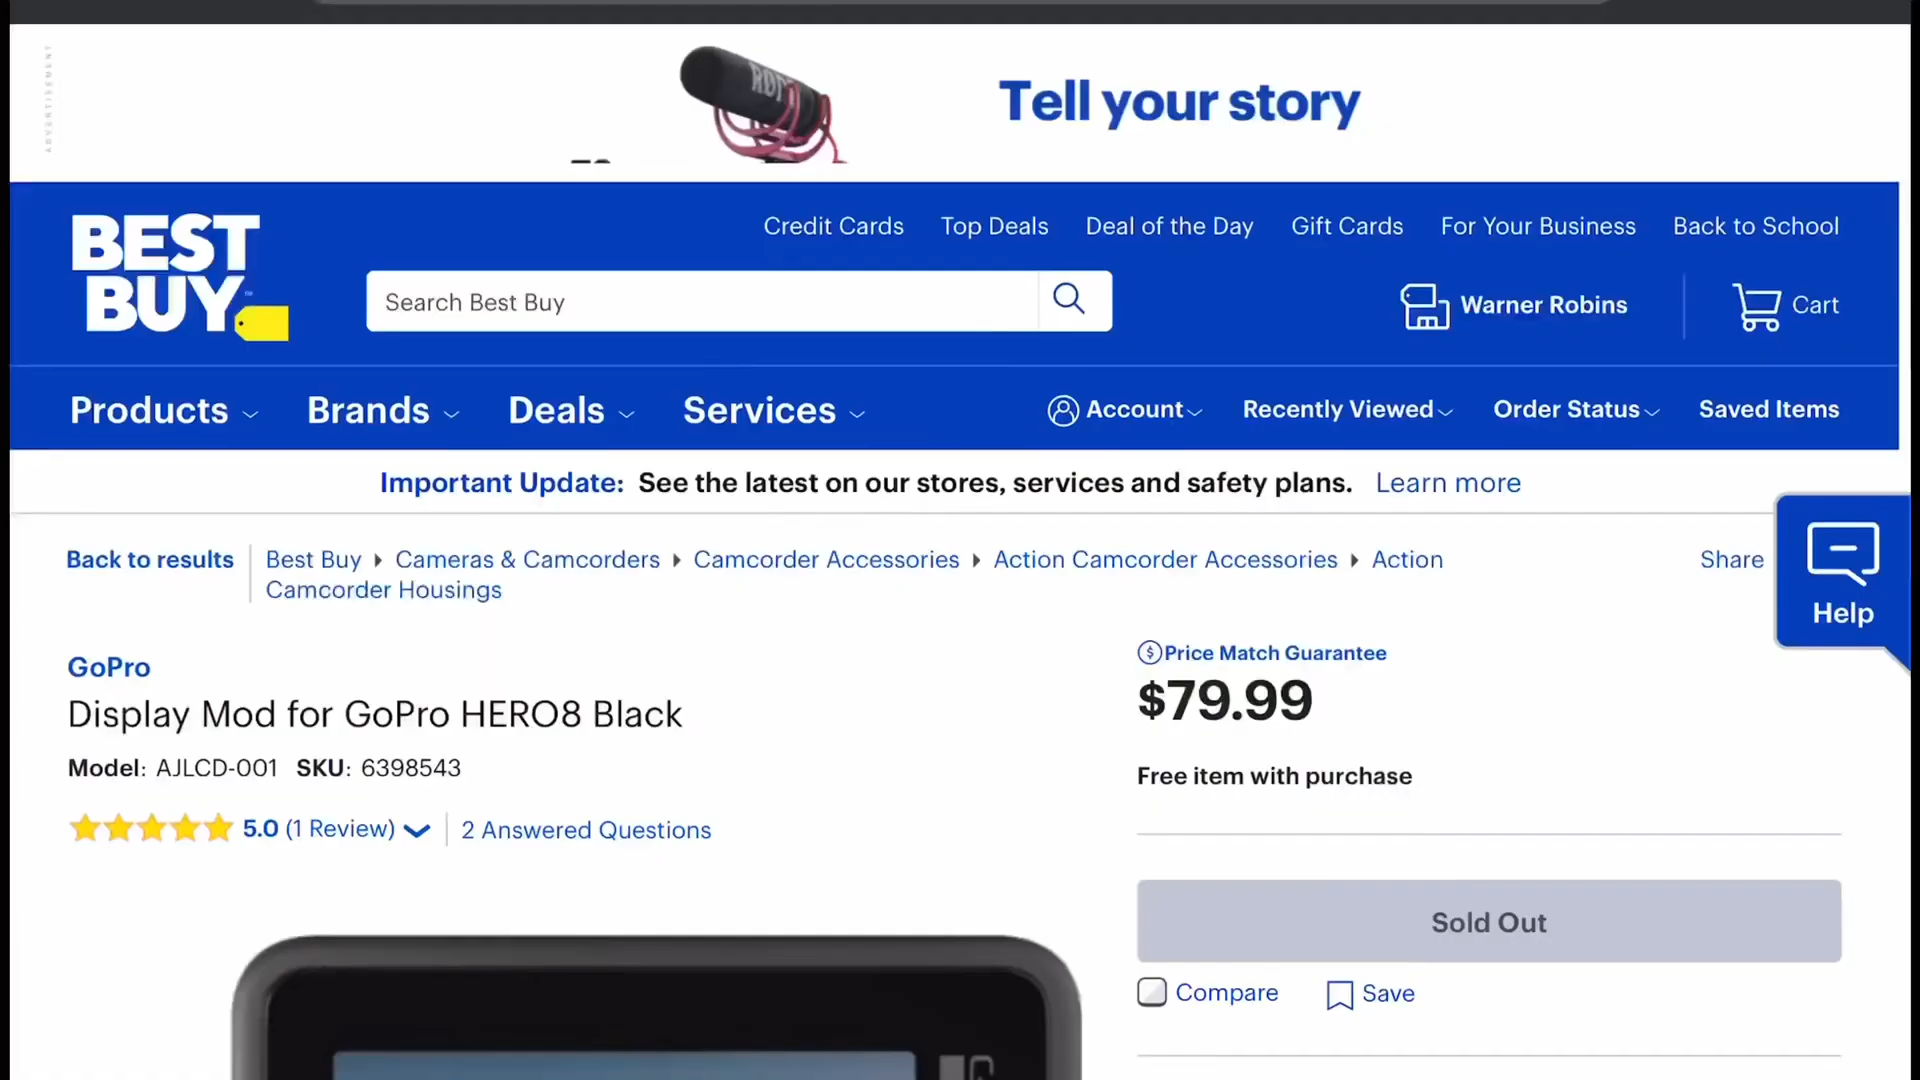 ADVERTISEMENT
RØDE
Tell your story
BEST BUY™
Credit Cards
Top Deals
Deal of the Day
Gift Cards
For Your Business
Back to School
Search Best Buy
Warner Robins
Cart
Products
Brands
Deals
Services
Account
Recently Viewed
Order Status
Saved Items
Important Update: See the latest on our stores, services and safety plans. Learn more
Back to results
Best Buy
Cameras & Camcorders
Camcorder Accessories
Action Camcorder Accessories
Action
Camcorder Housings
Share
Help
GoPro
Display Mod for GoPro HERO8 Black
Model: AJLCD-001 SKU: 6398543
5.0 (1 Review)
2 Answered Questions
Price Match Guarantee
$79.99
Free item with purchase
Sold Out
Compare
Save